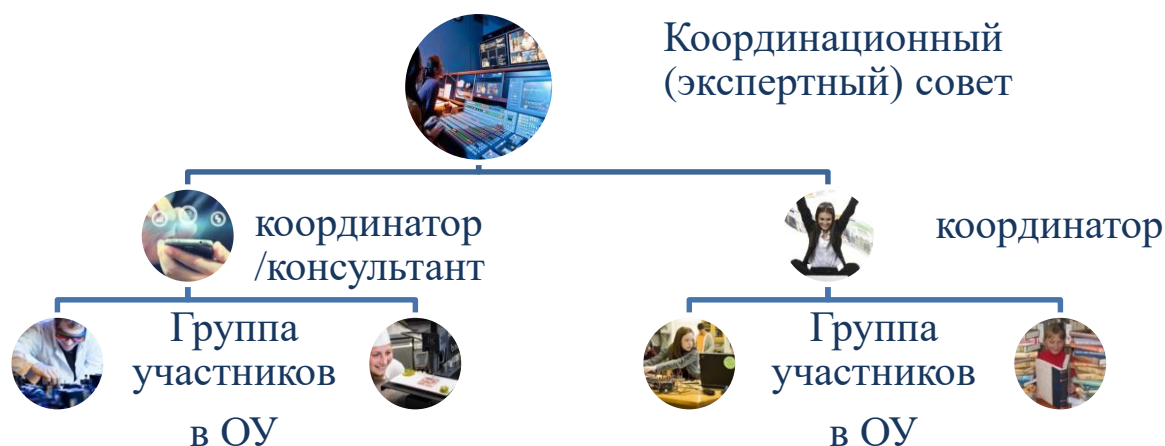 Координационный
(экспертный) совет
координатор
/консультант
координатор
Группа
участников
в ОУ
Группа
участников
в ОУ